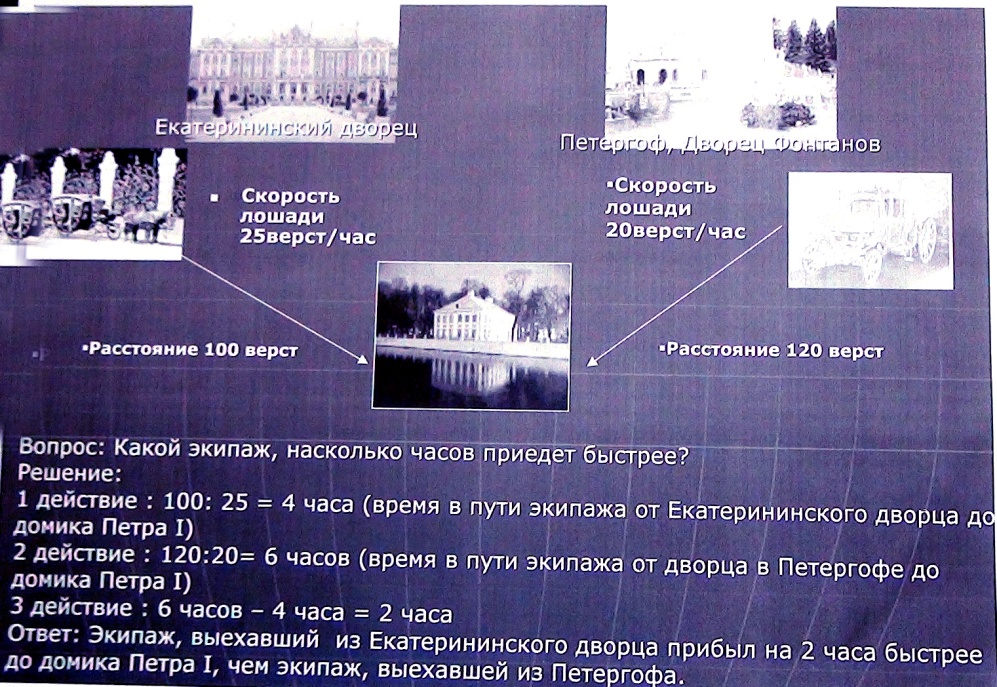 Екатерининский дворец
Петергоф, Дворец Фонтанов
▪ Скорость
лошади
25верст/час
▪Скорость
лошади
20верст/час
▪Расстояние 100 верст
▪Расстояние 120 верст
Вопрос: Какой экипаж, насколько часов приедет быстрее?
Решение:
1 действие : 100: 25 = 4 часа (время в пути экипажа от Екатерининского дворца до
домика Петра I)
2 действие : 120:20= 6 часов (время в пути экипажа от дворца в Петергофе до
домика Петра I)
3 действие : 6 часов – 4 часа = 2 часа
Ответ: Экипаж, выехавший из Екатерининского дворца прибыл на 2 часа быстрее
до домика Петра I, чем экипаж, выехавшей из Петергофа.